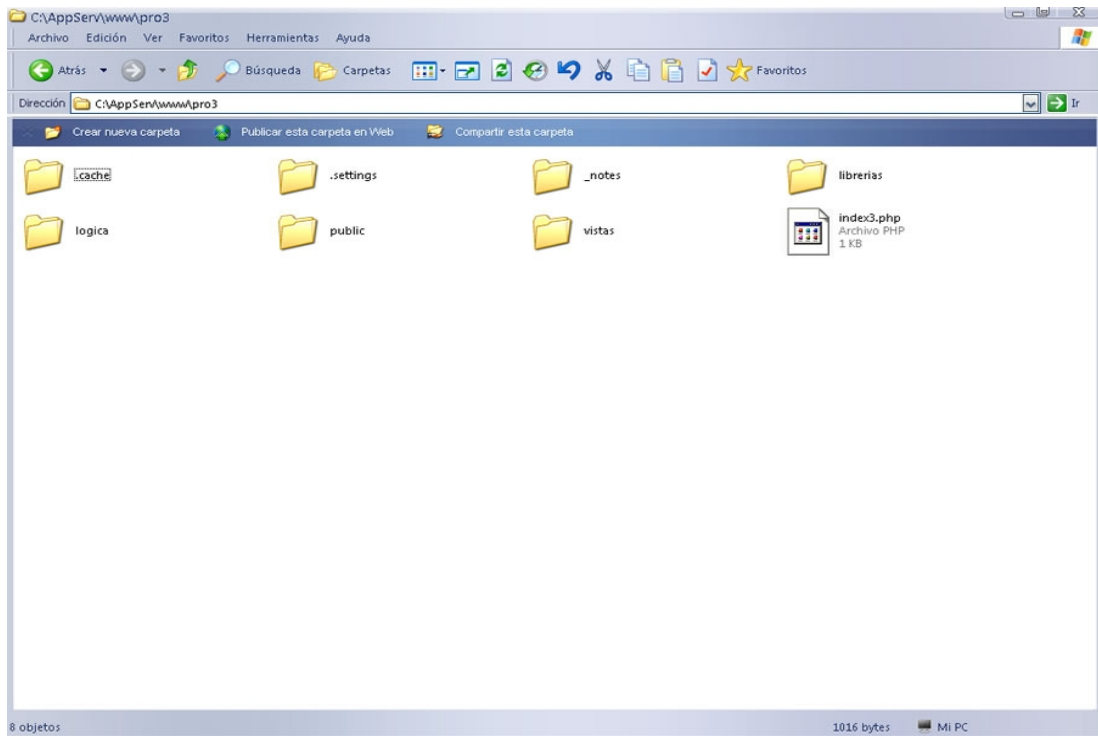 C:\AppServ\www\pro3
Archivo Edición Ver Favoritos Herramientas Ayuda
Atrás Búsqueda Carpetas Favoritos
Dirección C:\AppServ\www\pro3 Ir
Crear nueva carpeta Publicar esta carpeta en Web Compartir esta carpeta
.cache .settings _notes librerias
logica public vistas index3.php
Archivo PHP
1 KB
8 objetos 1016 bytes Mi PC